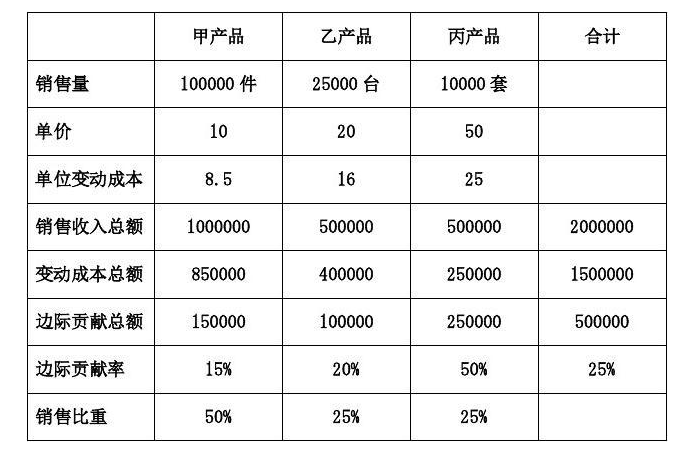 甲产品 乙产品 丙产品 合计
销售量 100000 件 25000 台 10000 套
单价 10 20 50
单位变动成本 8.5 16 25
销售收入总额 1000000 500000 500000 2000000
变动成本总额 850000 400000 250000 1500000
边际贡献总额 150000 100000 250000 500000
边际贡献率 15% 20% 50% 25%
销售比重 50% 25% 25%